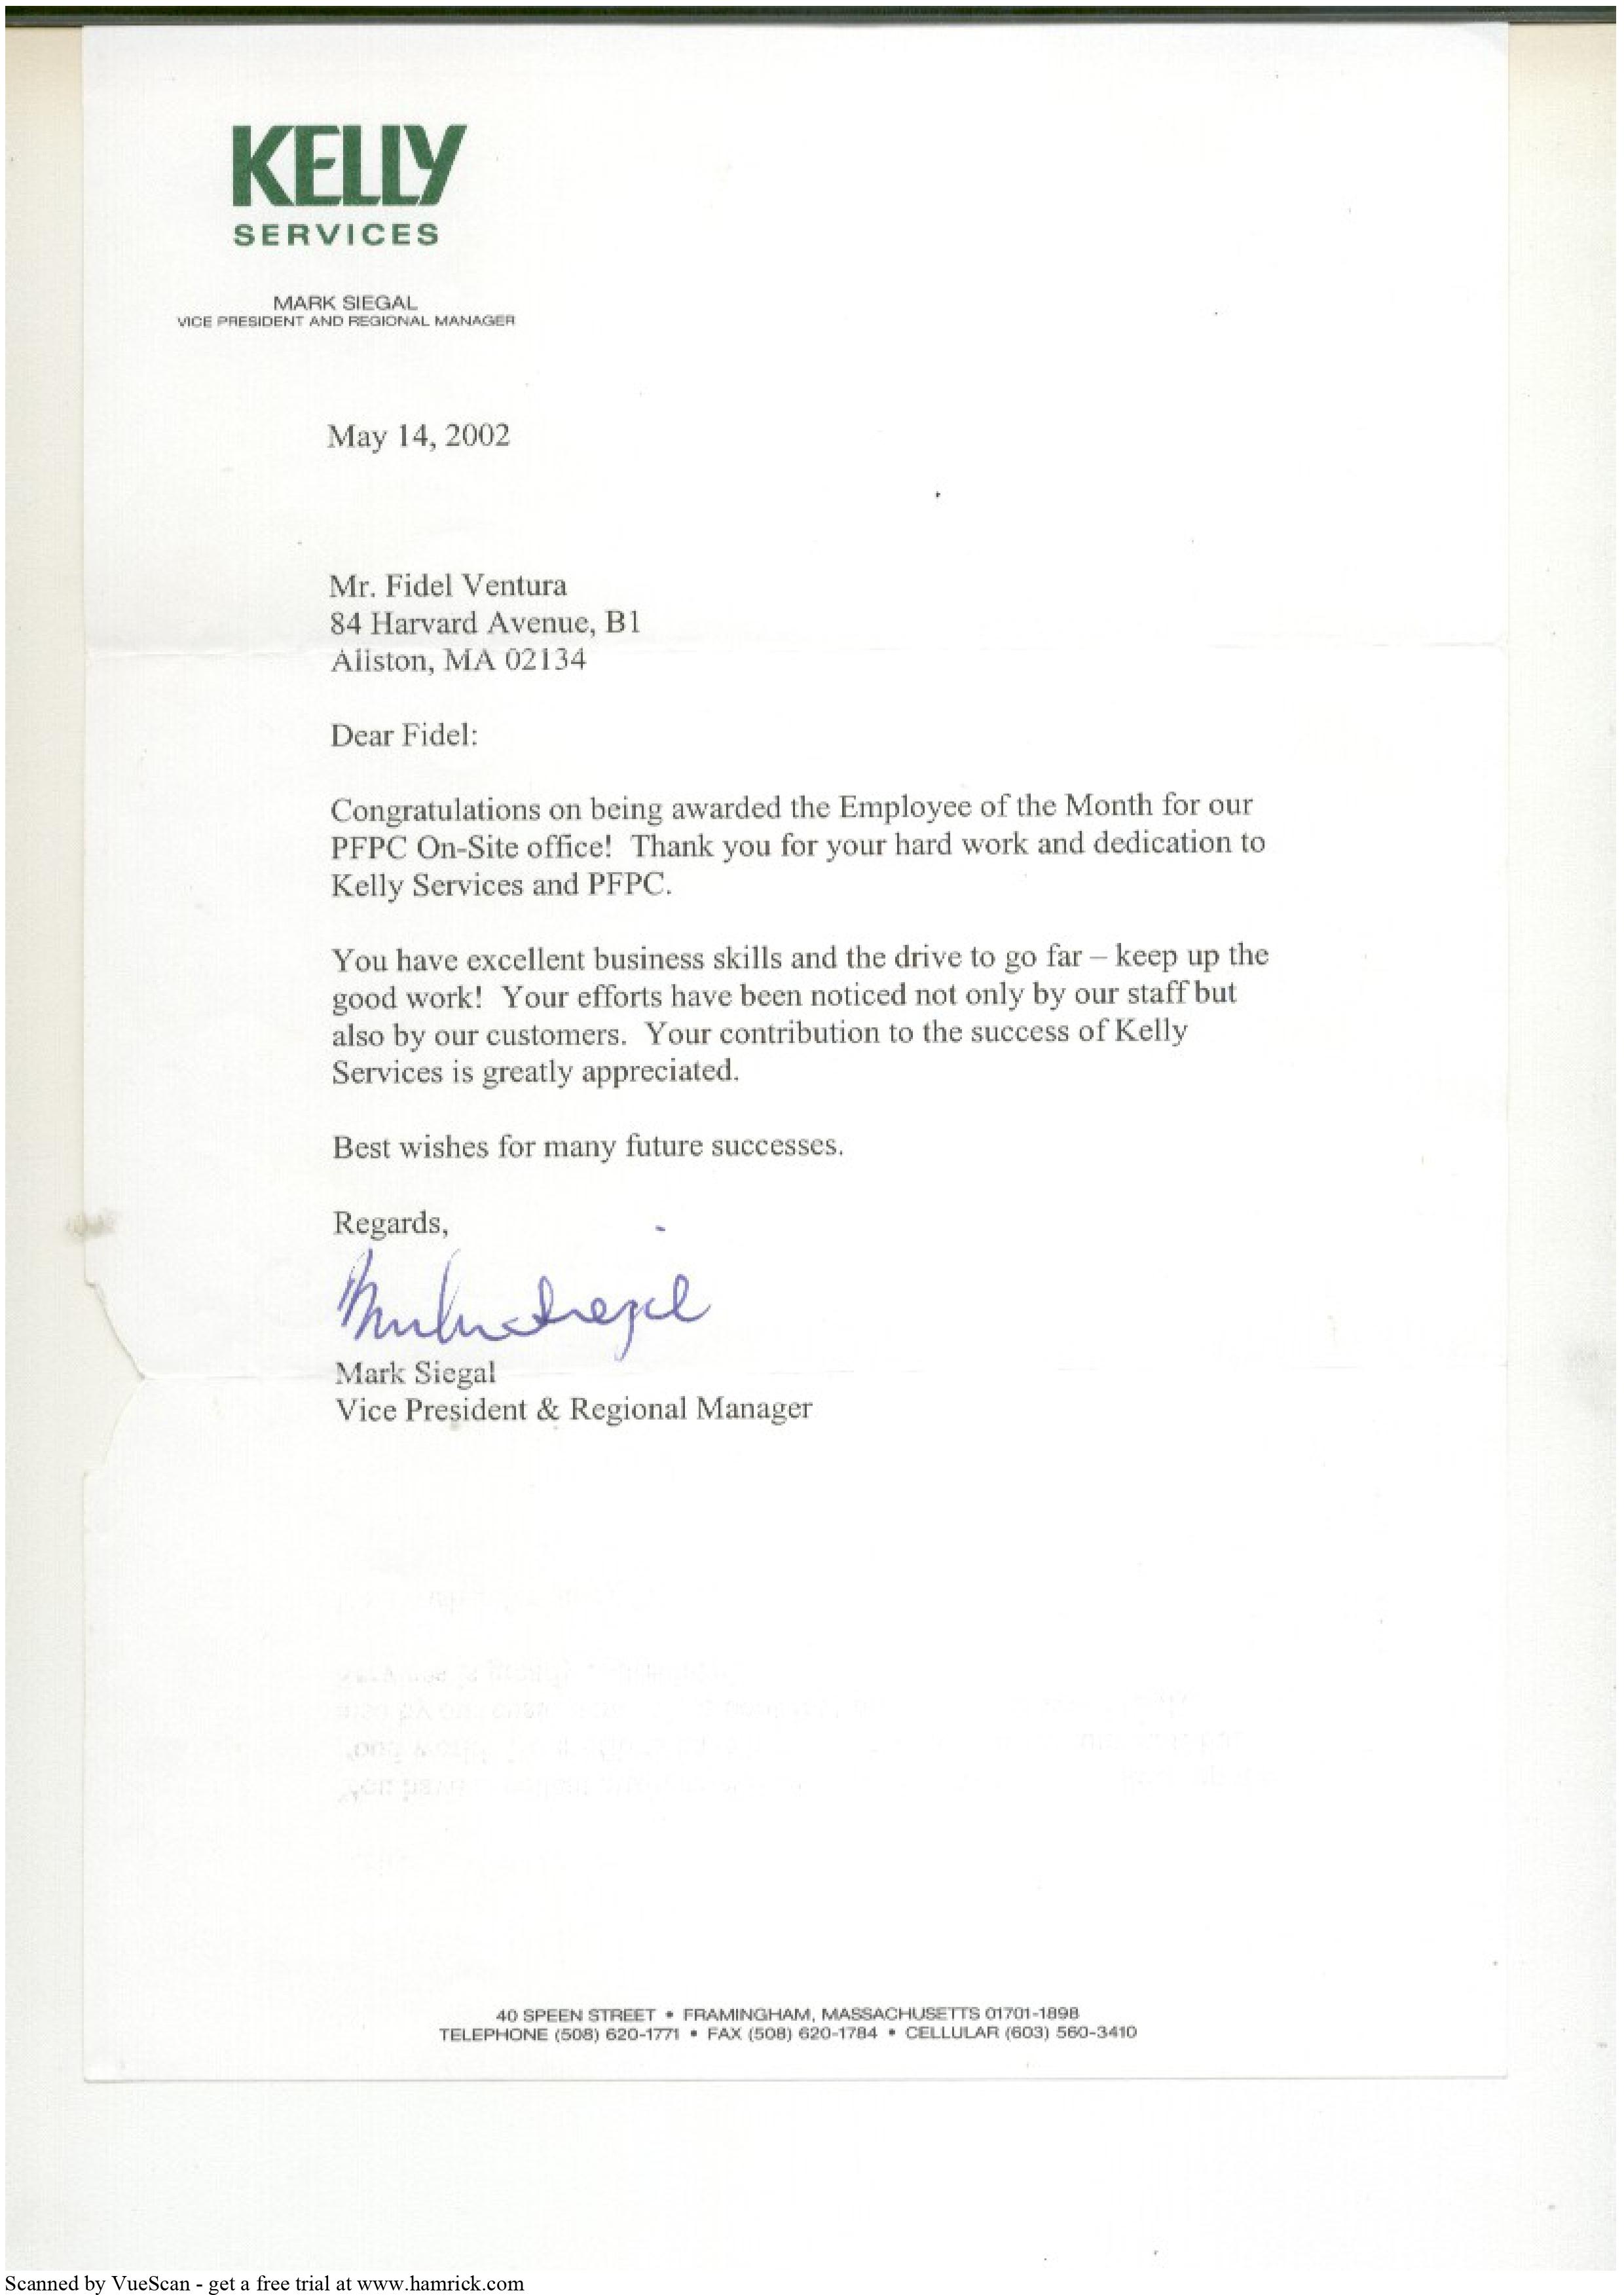 KELLY
SERVICES
MARK SIEGAL
VICE PRESIDENT AND REGIONAL MANAGER
May 14, 2002
Mr. Fidel Ventura
84 Harvard Avenue, B1
Allston, MA 02134
Dear Fidel:
Congratulations on being awarded the Employee of the Month for our
PFPC On-Site office!  Thank you for your hard work and dedication to
Kelly Services and PFPC.
You have excellent business skills and the drive to go far – keep up the
good work!  Your efforts have been noticed not only by our staff but
also by our customers.  Your contribution to the success of Kelly
Services is greatly appreciated.
Best wishes for many future successes.
Regards,
Mark Siegal
Vice President & Regional Manager
40 SPEEN STREET • FRAMINGHAM, MASSACHUSETTS 01701-1898
TELEPHONE (508) 620-1771 • FAX (508) 620-1784 • CELLULAR (603) 560-3410
Scanned by VueScan - get a free trial at www.hamrick.com